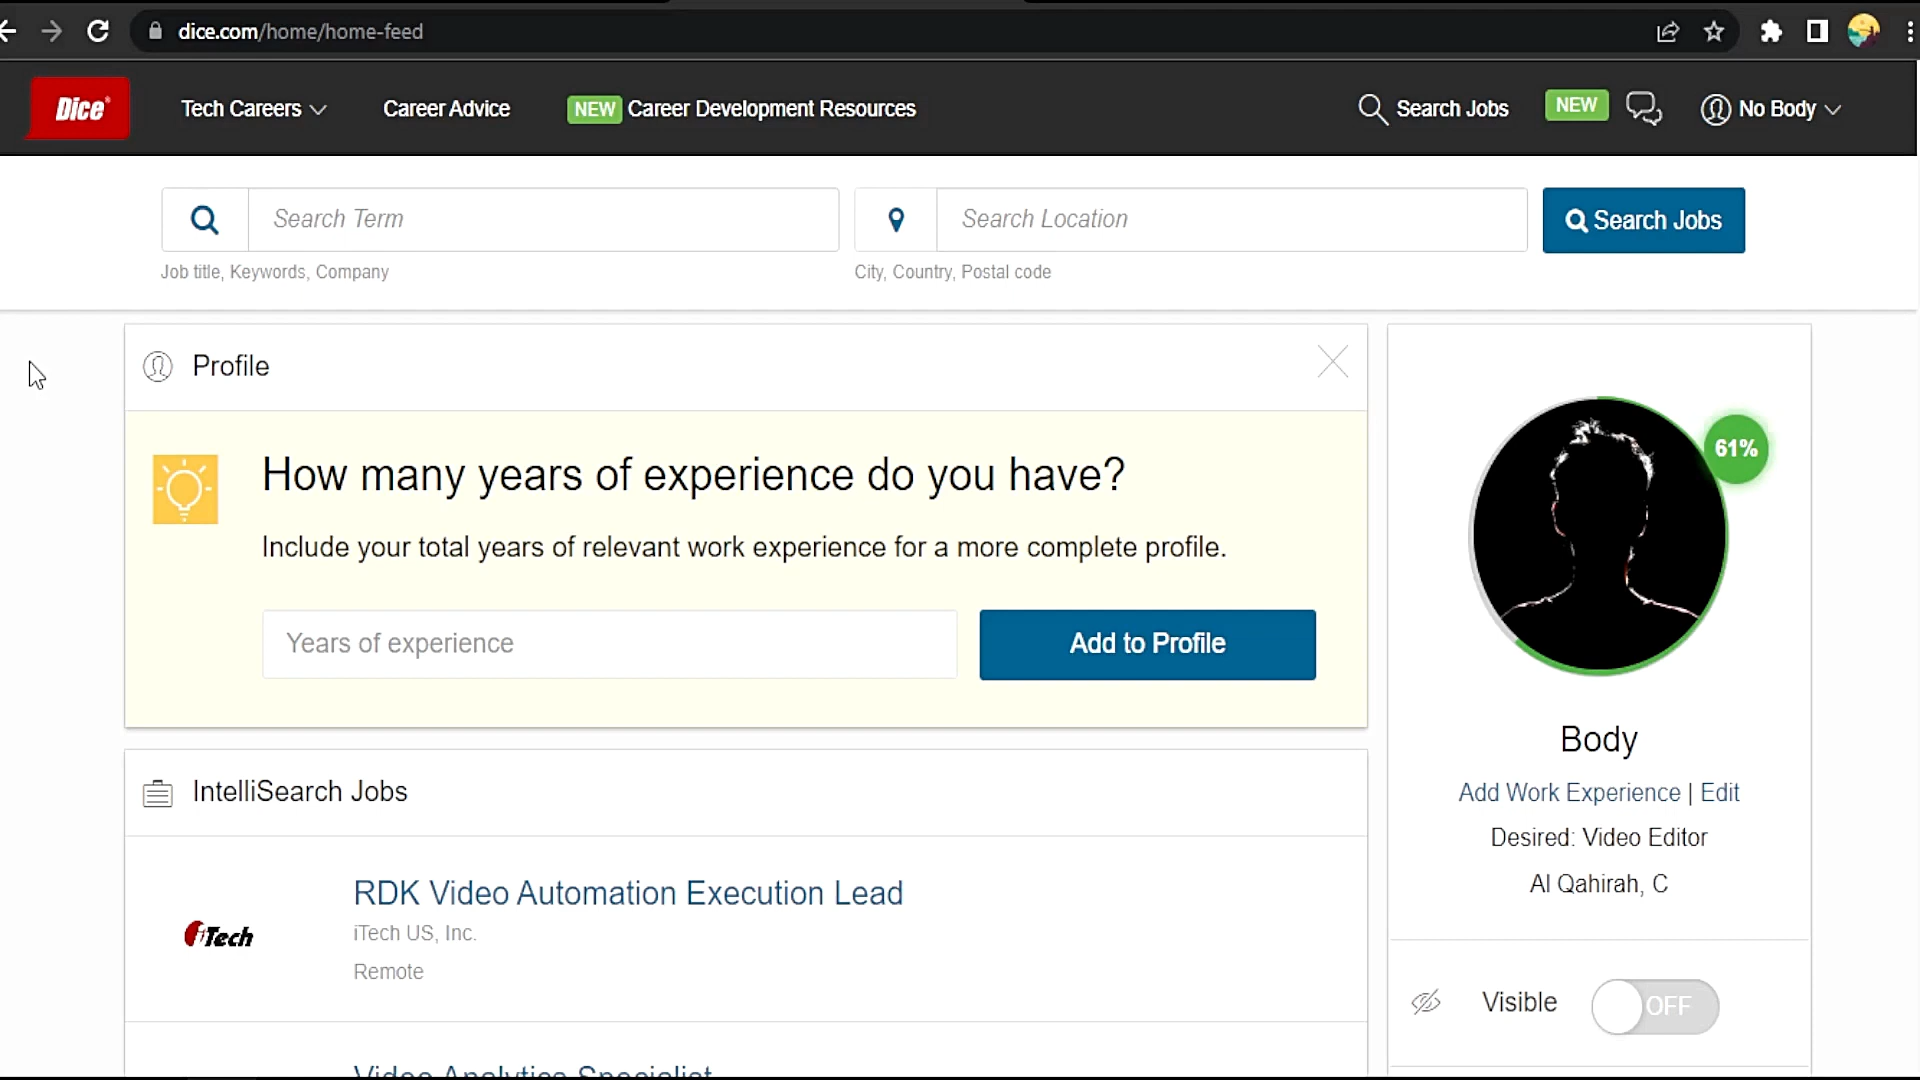 dice.com/home/home-feed
Dice
Tech Careers
Career Advice
NEW Career Development Resources
Search Jobs
NEW
No Body
Search Term
Search Location
Search Jobs
Job title, Keywords, Company
City, Country, Postal code
Profile
How many years of experience do you have?
Include your total years of relevant work experience for a more complete profile.
Years of experience
Add to Profile
61%
Body
Add Work Experience | Edit
Desired: Video Editor
Al Qahirah, C
Visible
OFF
IntelliSearch Jobs
iTech
RDK Video Automation Execution Lead
iTech US, Inc.
Remote
Video Analytics Specialist